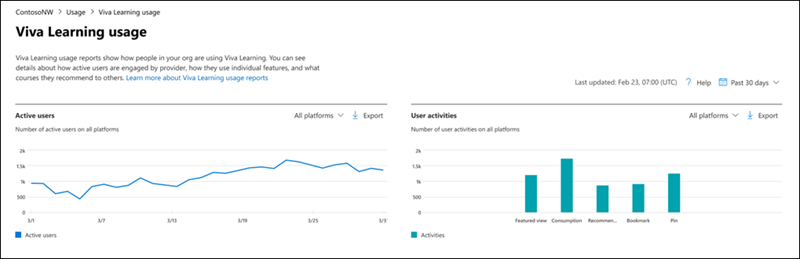 ContosoNW > Usage > Viva Learning usage
Viva Learning usage
Viva Learning usage reports show how people in your org are using Viva Learning. You can see
details about how active users are engaged by provider, how they use individual features, and what
courses they recommend to others. Learn more about Viva Learning usage reports
Last updated: Feb 23, 07:00 (UTC) ? Help Past 30 days
Active users All platforms Export
Number of active users on all platforms
2k
1.5k
1k
500
0
3/1 3/7 3/13 3/19 3/25 3/3
Active users
User activities All platforms Export
Number of user activities on all platforms
2k
1.5k
1k
500
0
Featured view Consumption Recommen... Bookmark Pin
Activities